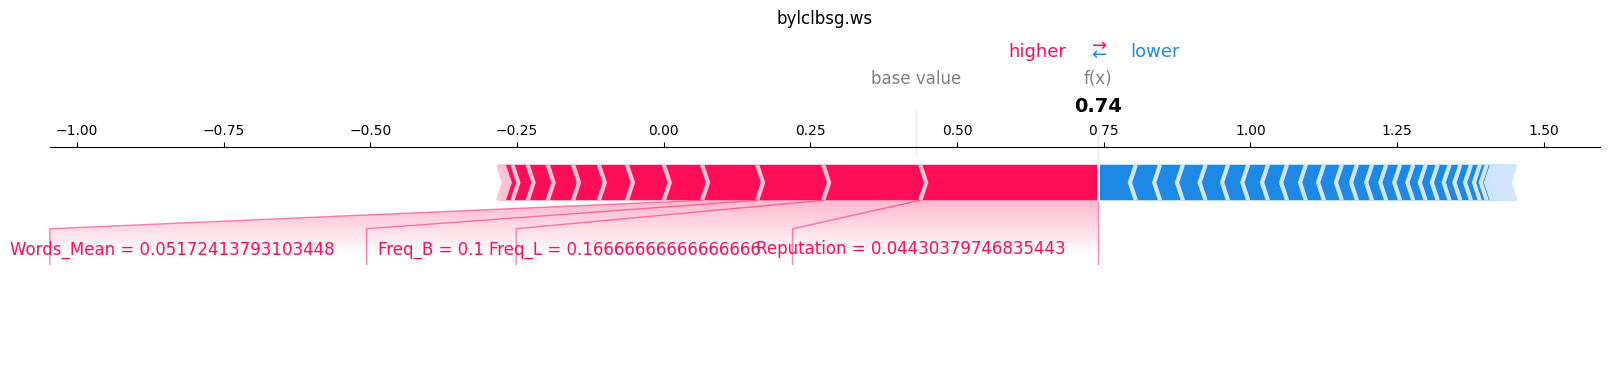 bylclbsg.ws
higher ⇄ lower
base value f(x)
0.74
−1.00 −0.75 −0.50 −0.25 0.00 0.25 0.50 0.75 1.00 1.25 1.50
Words_Mean = 0.05172413793103448 Freq_B = 0.1 Freq_L = 0.16666666666666666 Reputation = 0.04430379746835443